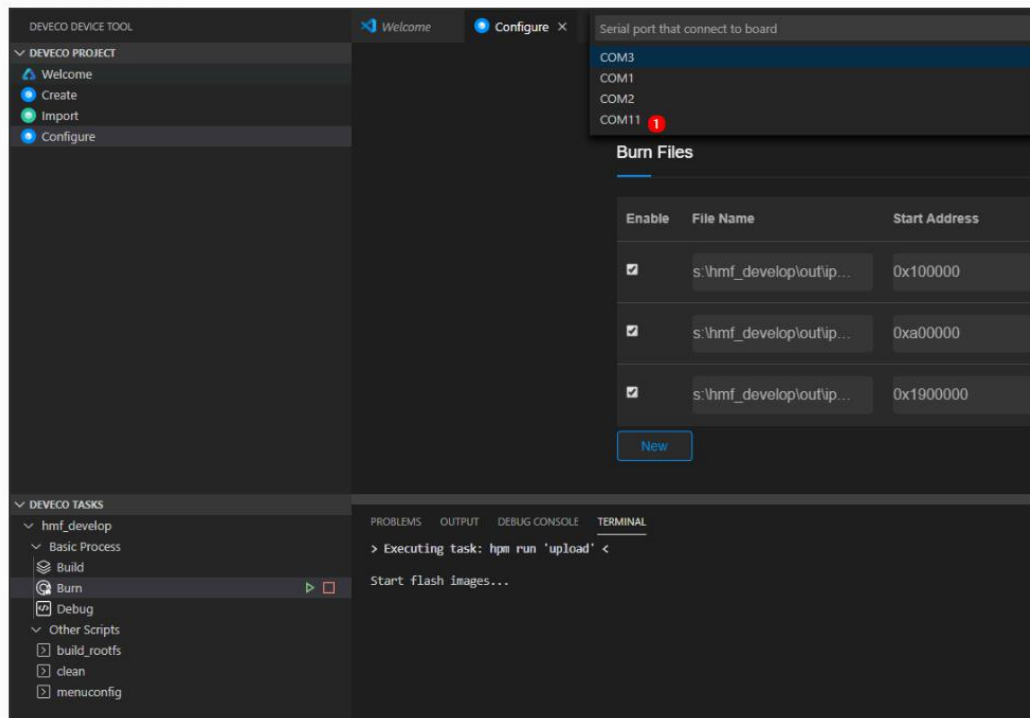 DEVECO DEVICE TOOL
Welcome
Configure
Serial port that connect to board
DEVECO PROJECT
COM3
Welcome
COM1
Create
COM2
Import
COM11 1
Configure
Burn Files
Enable File Name Start Address
s:\hmf_develop\out\ip... 0x100000
s:\hmf_develop\out\ip... 0xa00000
s:\hmf_develop\out\ip... 0x1900000
New
DEVECO TASKS
hmf_develop
Basic Process
Build
Burn
Debug
Other Scripts
build_rootfs
clean
menuconfig
PROBLEMS OUTPUT DEBUG CONSOLE TERMINAL
> Executing task: hpm run 'upload' <
Start flash images...